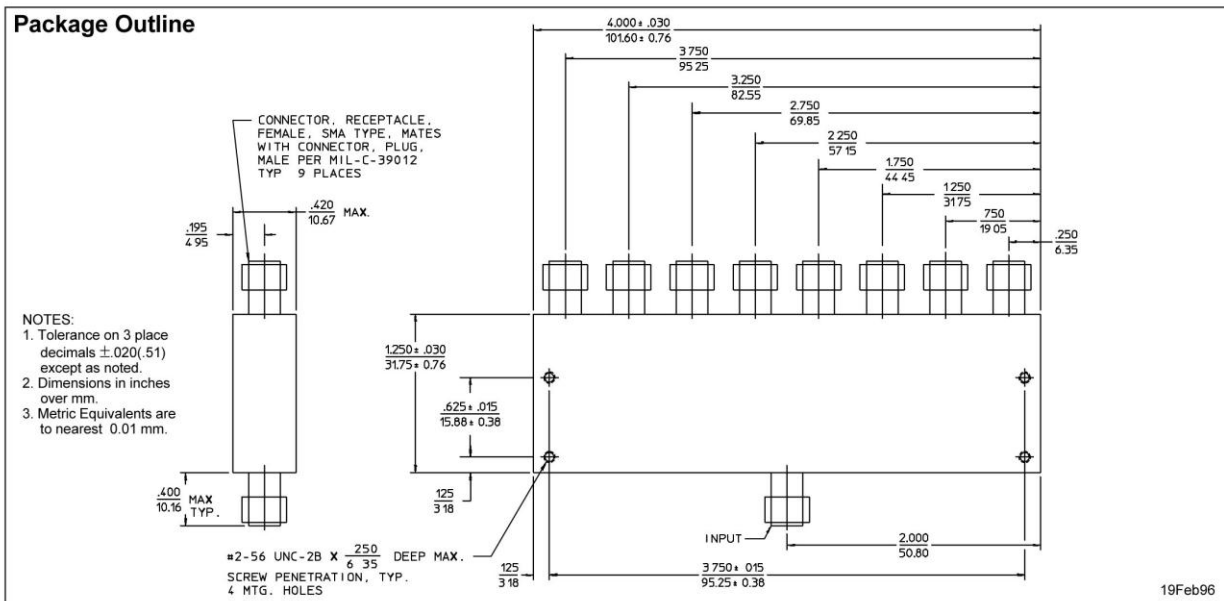 Package Outline
4.000± .030
101.60± 0.76
3 750
95 25
3.250
82.55
2.750
69.85
2 250
57 15
1.750
44 45
1 250
31 75
750
19 05
.250
6.35
CONNECTOR, RECEPTACLE,
FEMALE, SMA TYPE, MATES
WITH CONNECTOR, PLUG,
MALE PER MIL-C-39012
TYP 9 PLACES
.420
10.67
MAX.
.195
4 95
NOTES:
1. Tolerance on 3 place
decimals ±.020(.51)
except as noted.
2. Dimensions in inches
over mm.
3. Metric Equivalents are
to nearest 0.01 mm.
1.250± .030
31.75± 0.76
.625± .015
15.88± 0.38
.400
10.16
MAX
TYP.
125
3 18
INPUT
2.000
50.80
#2-56 UNC-2B X 250
6 35
DEEP MAX.
SCREW PENETRATION, TYP.
4 MTG. HOLES
125
3 18
3 750± 015
95.25± 0.38
19Feb96